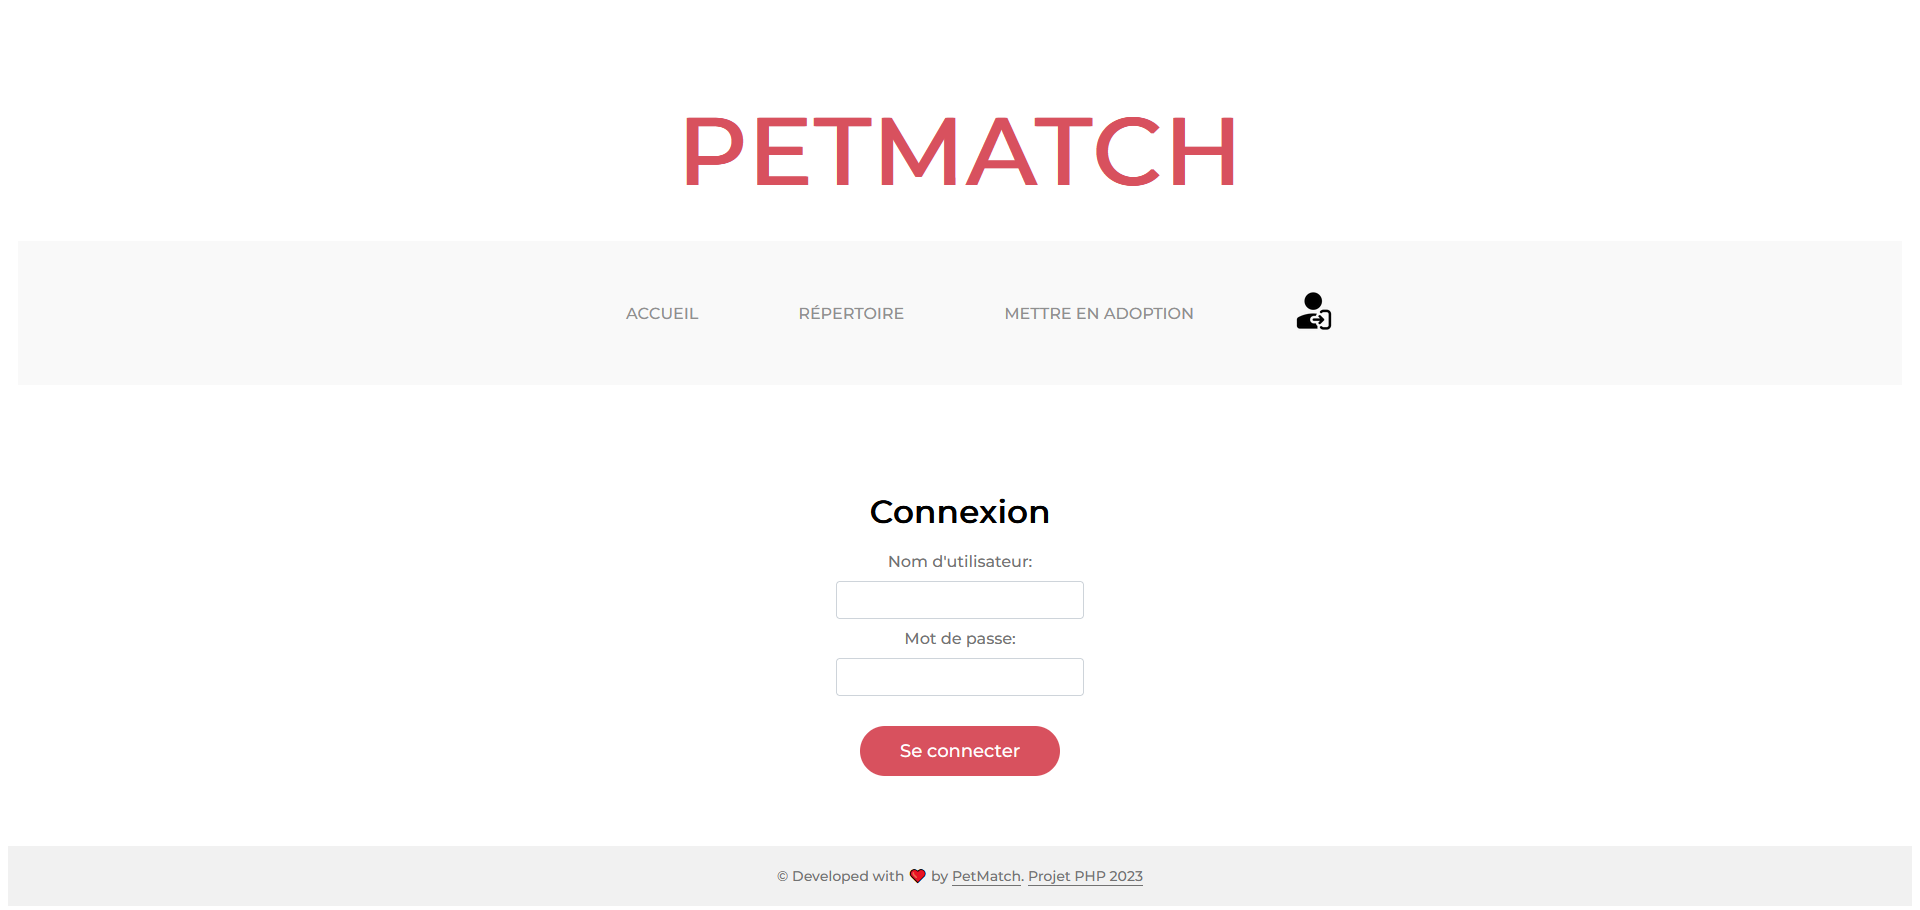 PETMATCH
ACCUEIL RÉPERTOIRE METTRE EN ADOPTION
Connexion
Nom d'utilisateur:
Mot de passe:
Se connecter
© Developed with ❤ by PetMatch. Projet PHP 2023